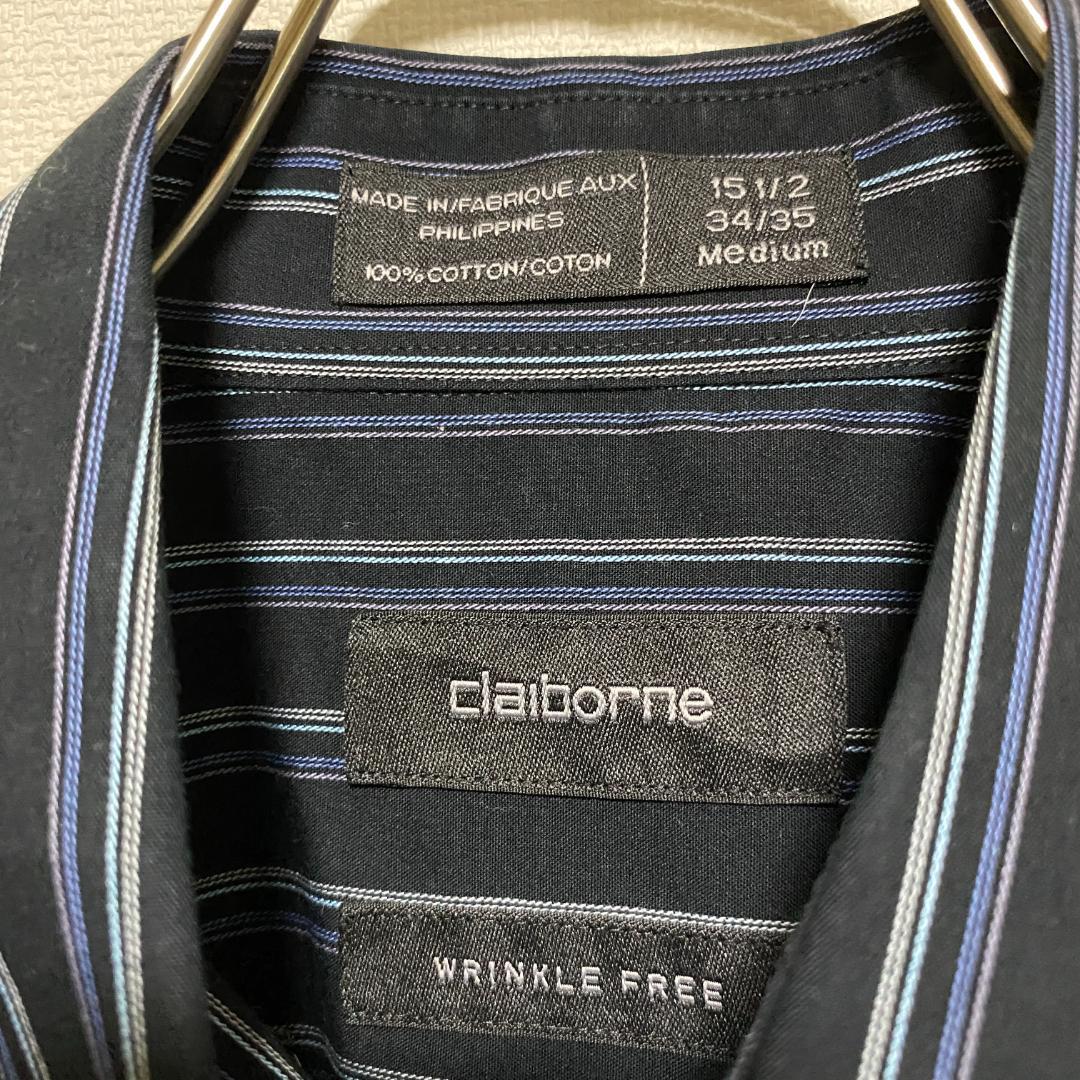 MADE IN/FABRIQUE AUX
PHILIPPINES
100% COTTON/COTON
15 1/2
34/35
Medium
claiborne
WRINKLE FREE